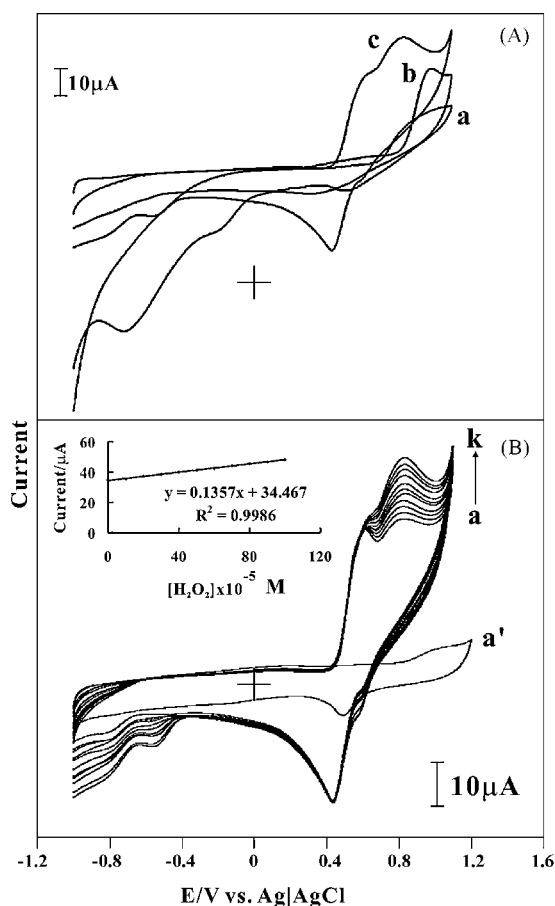 (A)
c
b
a
10μA
Current
(B)
k
a
a'
60
40
20
0
Current/μA
y = 0.1357x + 34.467
R² = 0.9986
0 40 80 120
[H₂O₂]x10⁻⁵ M
10μA
-1.2 -0.8 -0.4 0 0.4 0.8 1.2 1.6
E/V vs. Ag|AgCl